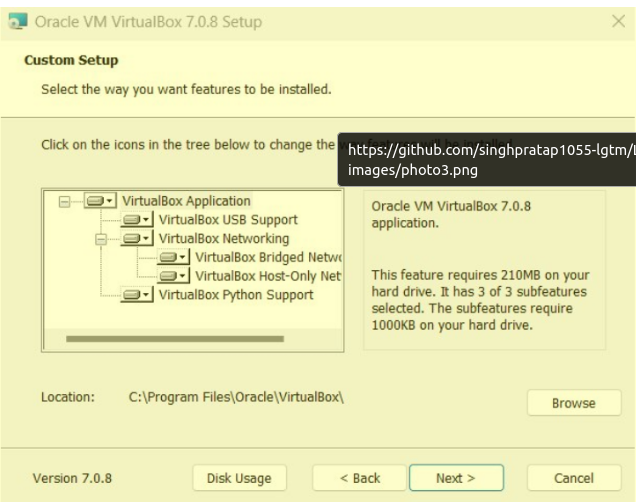 Oracle VM VirtualBox 7.0.8 Setup
Custom Setup
Select the way you want features to be installed.
Click on the icons in the tree below to change the
https://github.com/singhpratap1055-lgtm/
images/photo3.png
VirtualBox Application
VirtualBox USB Support
VirtualBox Networking
VirtualBox Bridged Netwo
VirtualBox Host-Only Net
VirtualBox Python Support
Oracle VM VirtualBox 7.0.8
application.
This feature requires 210MB on your
hard drive. It has 3 of 3 subfeatures
selected. The subfeatures require
1000KB on your hard drive.
Location: C:\Program Files\Oracle\VirtualBox\
Browse
Version 7.0.8
Disk Usage
< Back
Next >
Cancel